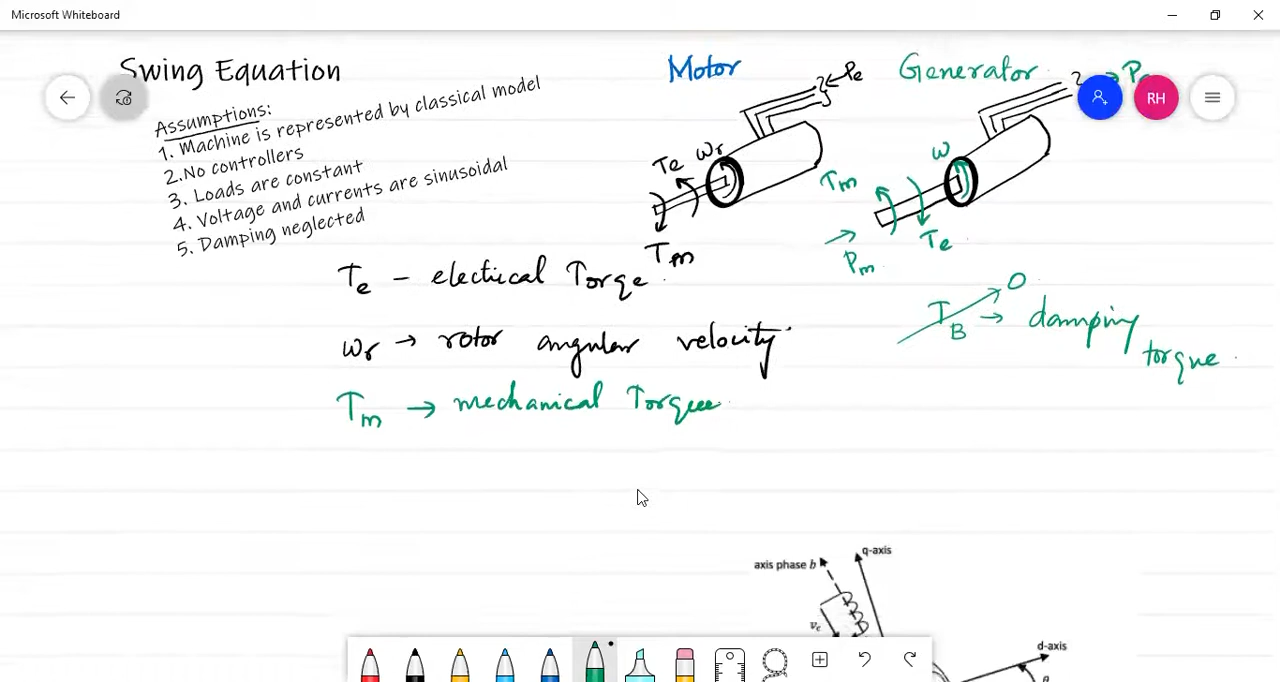 Microsoft Whiteboard
Swing Equation
Assumptions:
1. Machine is represented by classical model
2.No controllers
3. Loads are constant
4. Voltage and currents are sinusoidal
5. Damping neglected
Motor
Pe
Te ωr
Tm
Generator
Pe
RH
ω
Tm
Te
Pm
Te – electrical Torqe
ωr → rotor angular velocity
Tm → mechanical Torque
TB → damping torque
0
axis phase b
q-axis
vc
d-axis
θ